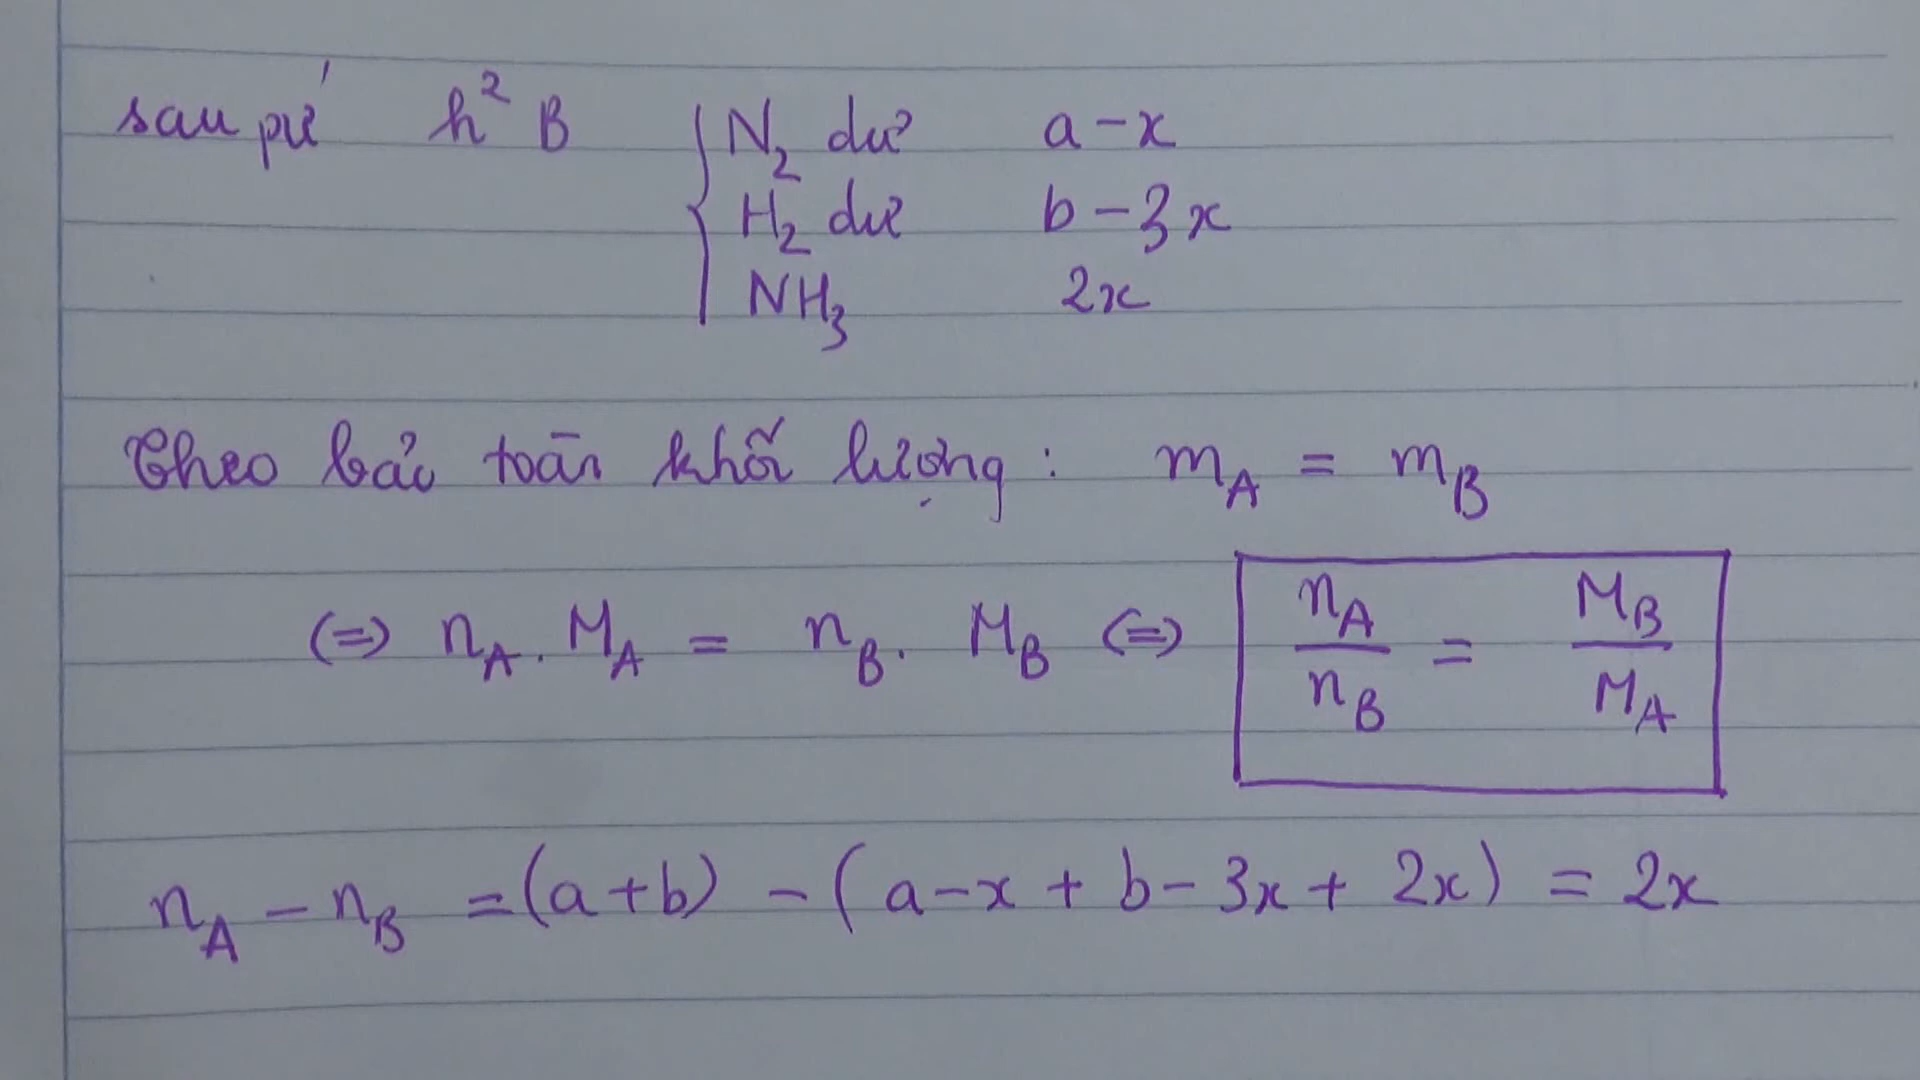 sau pứ h² B { N₂ dư a - x
H₂ dư b - 3x
NH₃ 2x
Theo bảo toàn khối lượng : m_A = m_B
(=) n_A . M_A = n_B . M_B (=) n_A / n_B = M_B / M_A
n_A - n_B = (a + b) - (a - x + b - 3x + 2x) = 2x